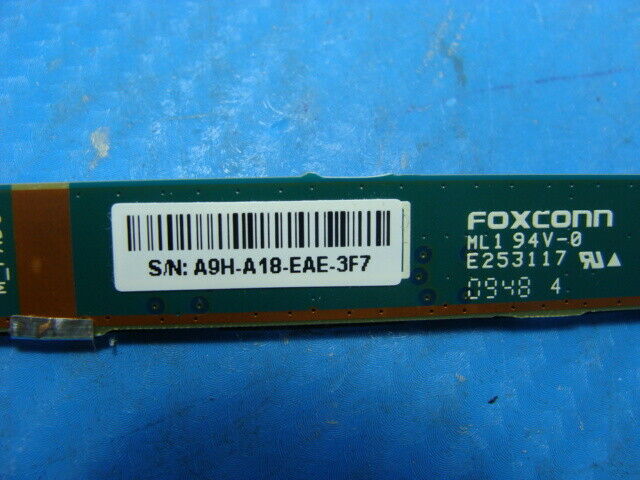 S/N: A9H-A18-EAE-3F7
FOXCONN
ML1 94V-0
E253117
0948 4